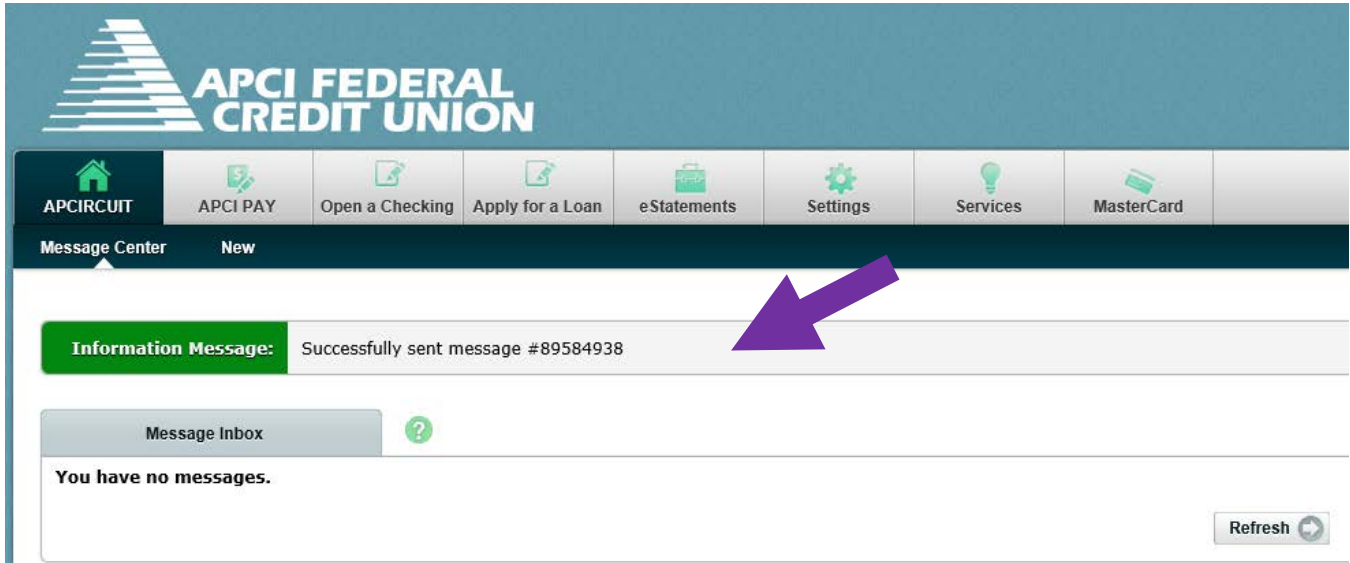 APCI FEDERAL
CREDIT UNION
APCIRCUIT APCI PAY Open a Checking Apply for a Loan eStatements Settings Services MasterCard
Message Center New
Information Message: Successfully sent message #89584938
Message Inbox ?
You have no messages.
Refresh